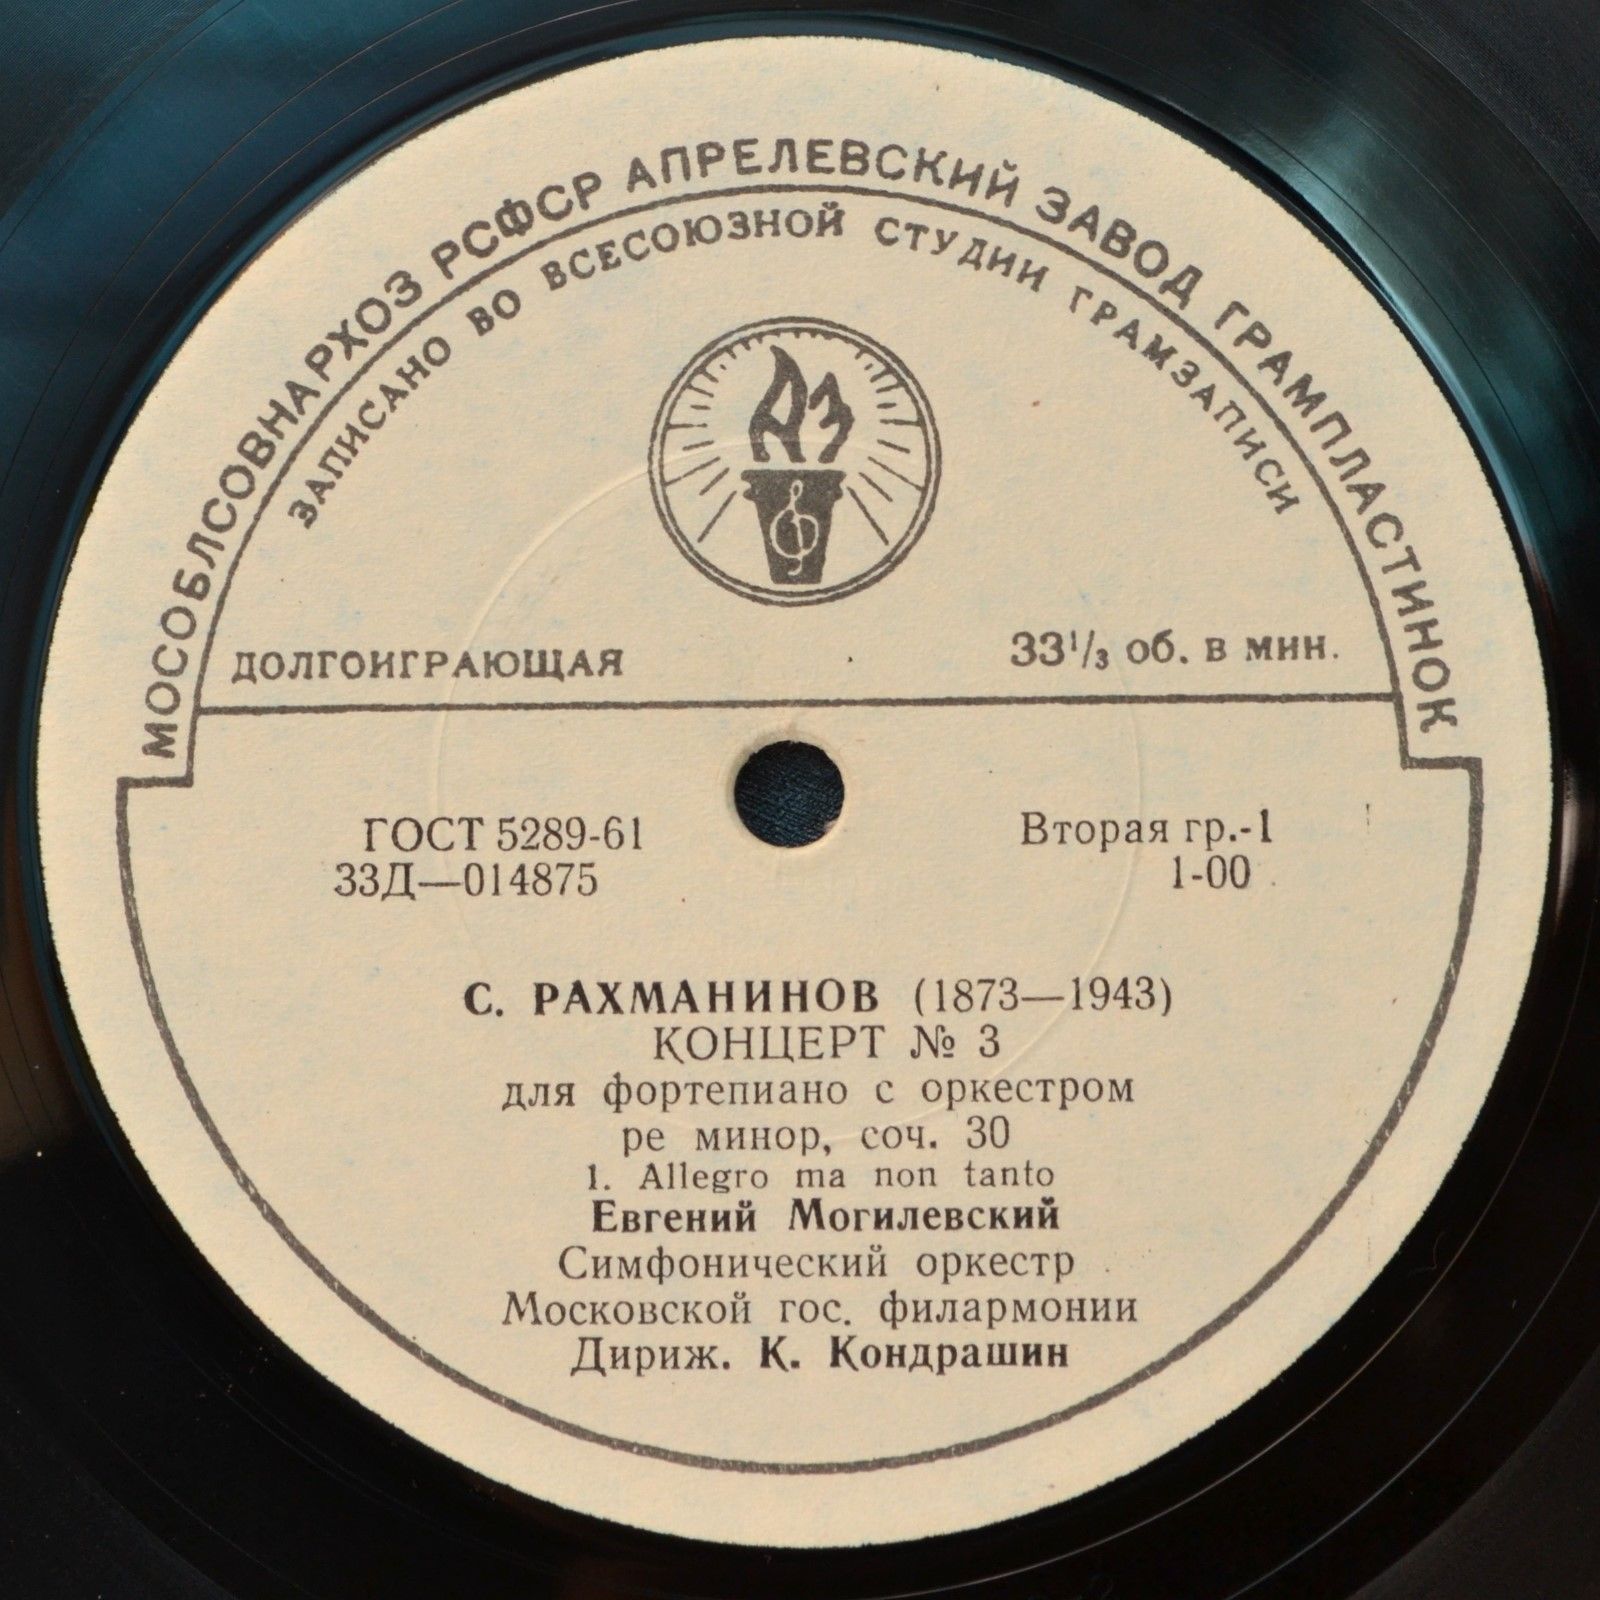 МОСОБЛСОВНАРХОЗ РСФСР АПРЕЛЕВСКИЙ ЗАВОД ГРАМПЛАСТИНОК
ЗАПИСАНО ВО ВСЕСОЮЗНОЙ СТУДИИ ГРАМЗАПИСИ
АЗ
ДОЛГОИГРАЮЩАЯ
33 1/3 об. в мин.
ГОСТ 5289-61
33Д—014875
Вторая гр.-1
1-00
С. РАХМАНИНОВ (1873—1943)
КОНЦЕРТ № 3
для фортепиано с оркестром
ре минор, соч. 30
1. Allegro ma non tanto
Евгений Могилевский
Симфонический оркестр
Московской гос. филармонии
Дириж. К. Кондрашин